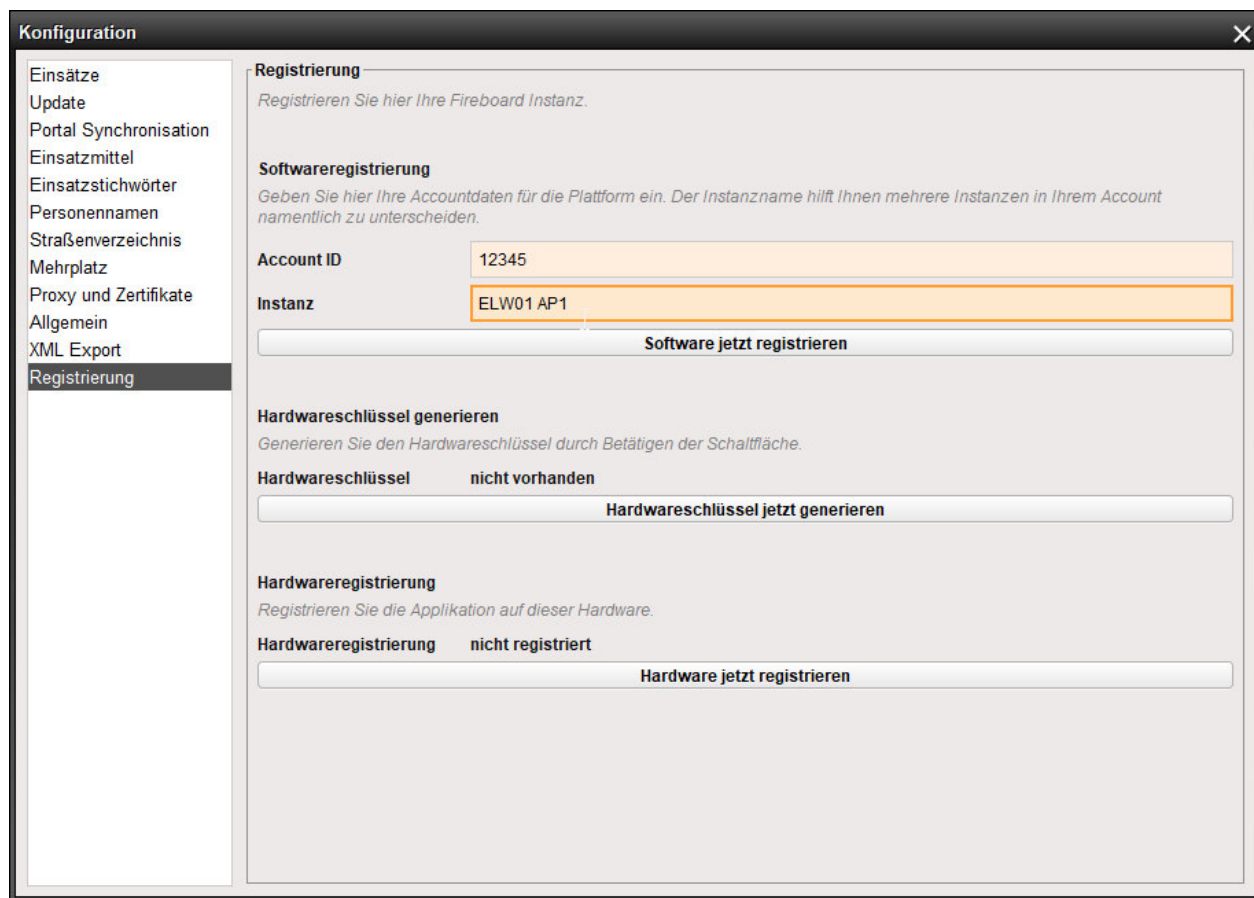 Konfiguration
Einsätze
Update
Portal Synchronisation
Einsatzmittel
Einsatzstichwörter
Personennamen
Straßenverzeichnis
Mehrplatz
Proxy und Zertifikate
Allgemein
XML Export
Registrierung
Registrierung
Registrieren Sie hier Ihre Fireboard Instanz.
Softwareregistrierung
Geben Sie hier Ihre Accountdaten für die Plattform ein. Der Instanzname hilft Ihnen mehrere Instanzen in Ihrem Account
namentlich zu unterscheiden.
Account ID 12345
Instanz ELW01 AP1
Software jetzt registrieren
Hardwareschlüssel generieren
Generieren Sie den Hardwareschlüssel durch Betätigen der Schaltfläche.
Hardwareschlüssel nicht vorhanden
Hardwareschlüssel jetzt generieren
Hardwareregistrierung
Registrieren Sie die Applikation auf dieser Hardware.
Hardwareregistrierung nicht registriert
Hardware jetzt registrieren